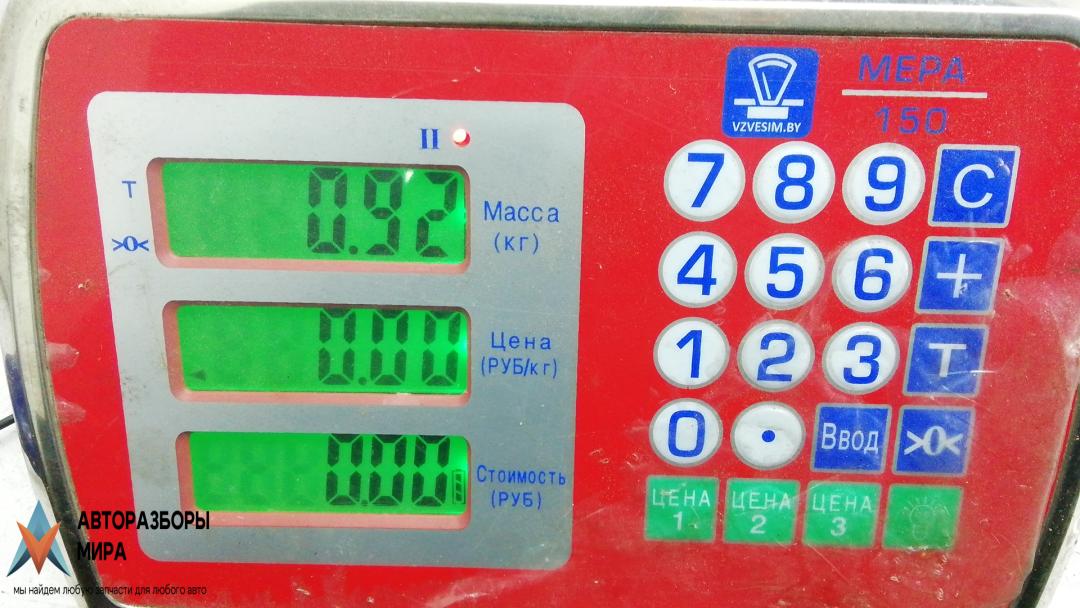 II
Т
>0<
0.92
Масса
(кг)
0.00
Цена
(РУБ/кг)
0.00
Стоимость
(РУБ)
VZVESIM.BY
МЕРА
150
7 8 9 C
4 5 6 +
1 2 3 T
0 . Ввод >0<
ЦЕНА 1
ЦЕНА 2
ЦЕНА 3
АВТОРАЗБОРЫ
МИРА
мы найдем любую запчасти для любого авто